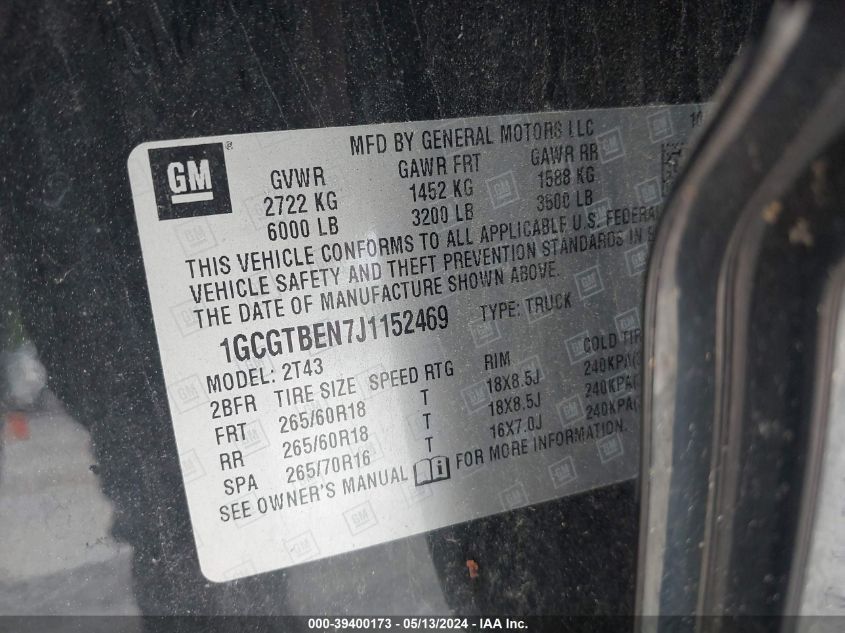 MFD BY GENERAL MOTORS LLC 10
GM ®
GVWR GAWR FRT GAWR RR
2722 KG 1452 KG 1588 KG
6000 LB 3200 LB 3500 LB
THIS VEHICLE CONFORMS TO ALL APPLICABLE U.S. FEDERAL
VEHICLE SAFETY AND THEFT PREVENTION STANDARDS IN
THE DATE OF MANUFACTURE SHOWN ABOVE.
1GCGTBEN7J1152469 TYPE: TRUCK
MODEL: 2T43
2BFR TIRE SIZE SPEED RTG RIM COLD TIR
FRT 265/60R18 T 18X8.5J 240KPA(
RR 265/60R18 T 18X8.5J 240KPA(
SPA 265/70R16 T 16X7.0J 240KPA(
SEE OWNER'S MANUAL FOR MORE INFORMATION.
000-39400173 - 05/13/2024 - IAA Inc.